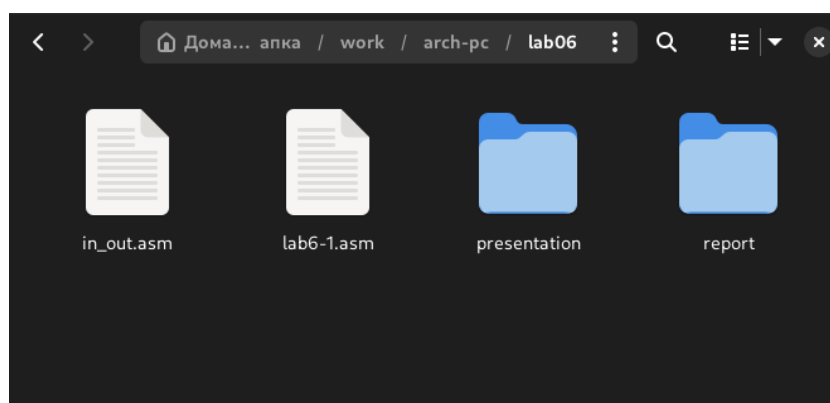 Дома... апка / work / arch-pc / lab06
in_out.asm lab6-1.asm presentation report